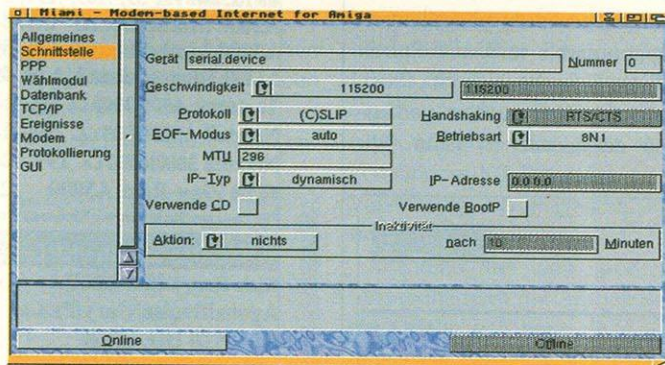 Miami - Modem-based Internet for Amiga
Allgemeines
Schnittstelle
PPP
Wählmodul
Datenbank
TCP/IP
Ereignisse
Modem
Protokollierung
GUI
Gerät serial.device Nummer 0
Geschwindigkeit 115200 115200
Protokoll (C)SLIP Handshaking RTS/CTS
EOF-Modus auto Betriebsart 8N1
MTU 296
IP-Typ dynamisch IP-Adresse 0.0.0.0
Verwende CD Verwende BootP
Inaktivität
Aktion: nichts nach 10 Minuten
Online Offline